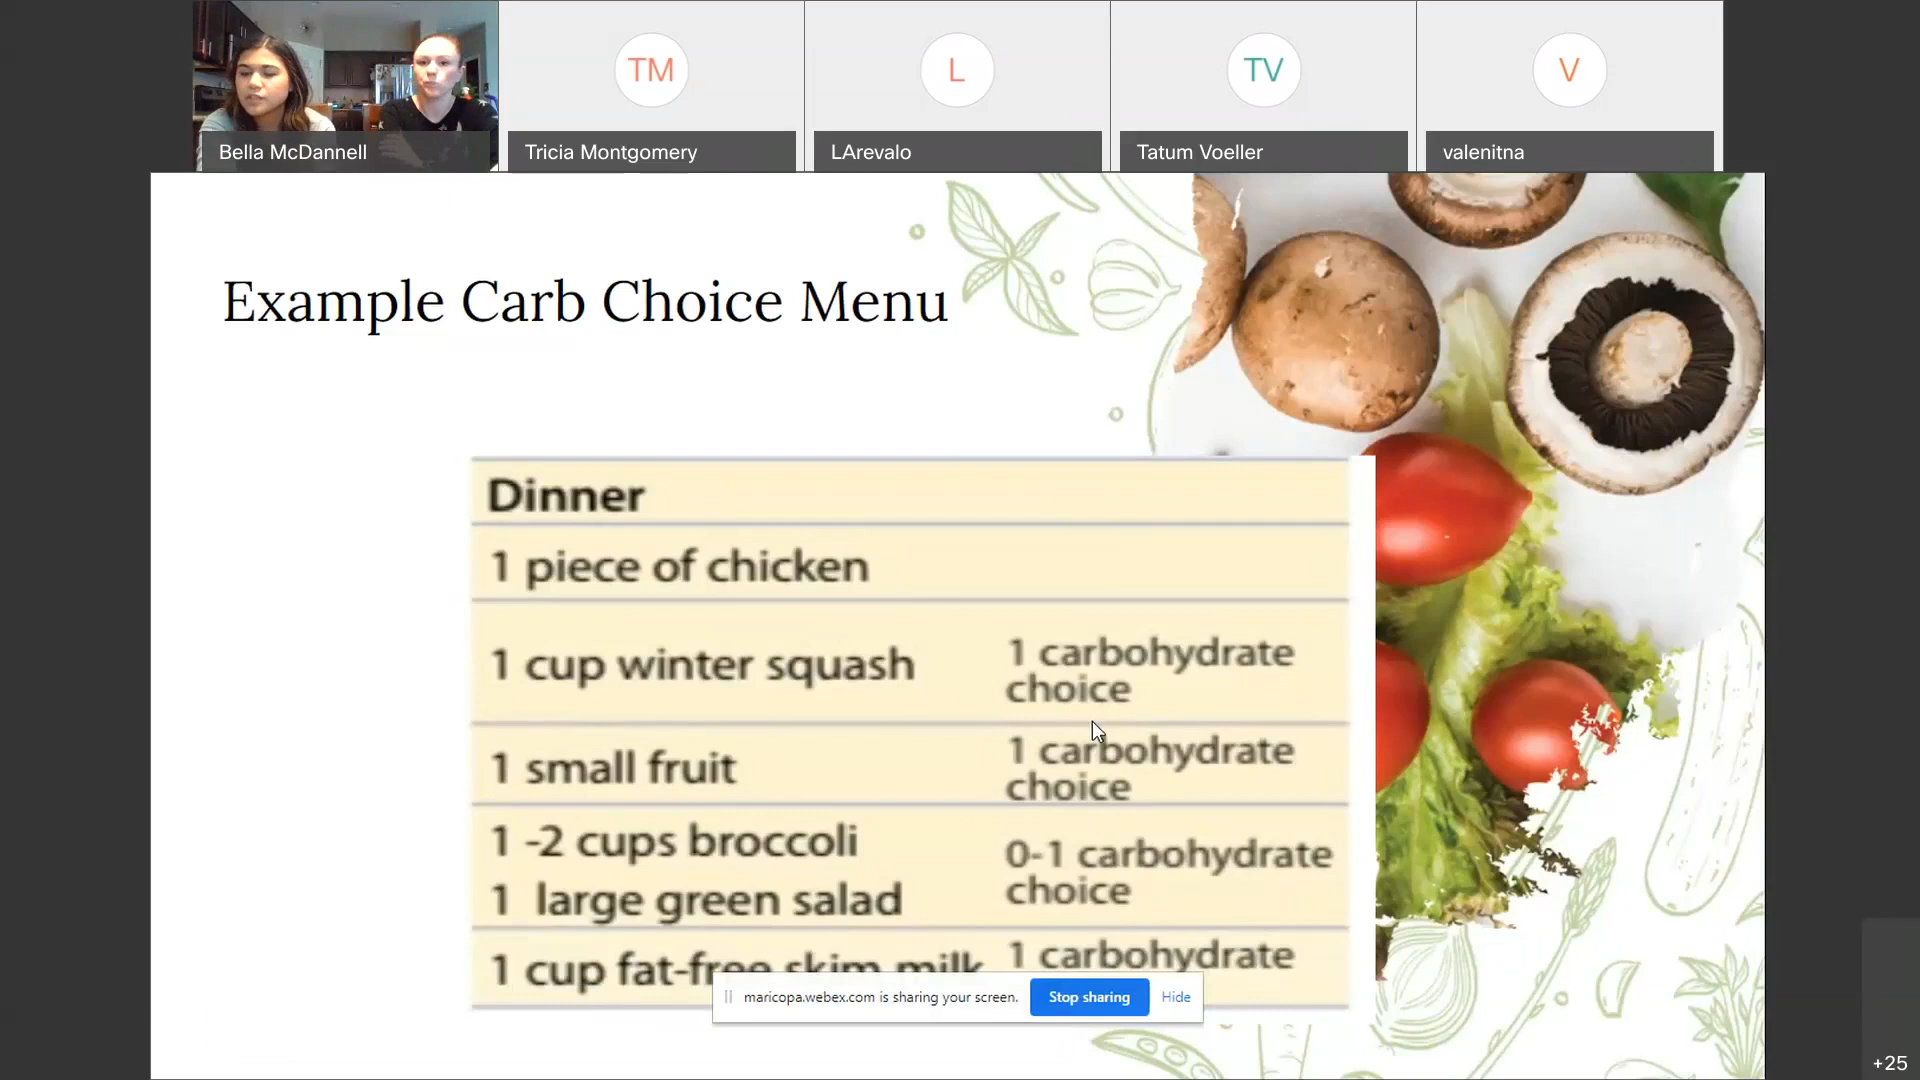 TM
L
TV
V
Bella McDannell
Tricia Montgomery
LArevalo
Tatum Voeller
valenitna
Example Carb Choice Menu
Dinner
1 piece of chicken
1 cup winter squash
1 carbohydrate
choice
1 small fruit
1 carbohydrate
choice
1 -2 cups broccoli
1 large green salad
0-1 carbohydrate
choice
1 cup fat-free skim milk
1 carbohydrate
maricopa.webex.com is sharing your screen.
Stop sharing
Hide
+25